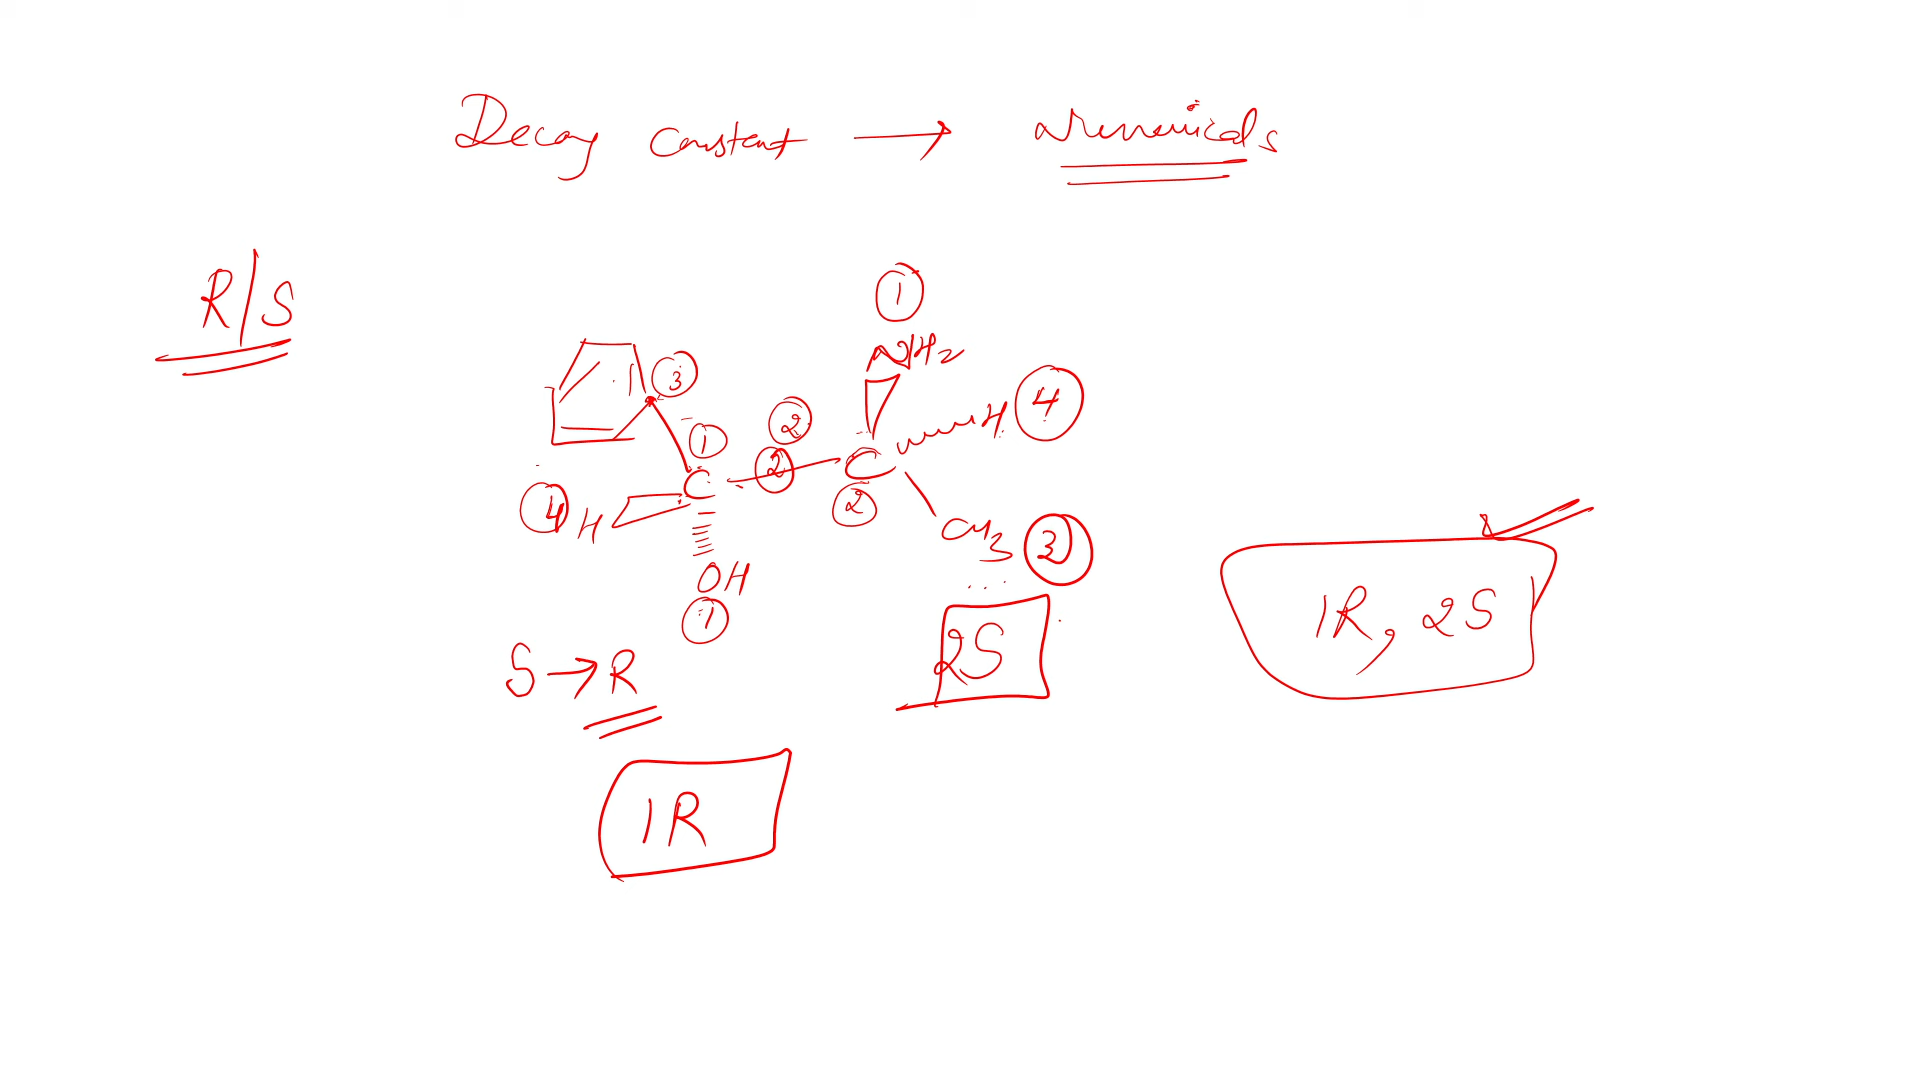 Decay constant → Numericals
R/S
①
NH2
③
④
② H
①
② C
C
②
④ H
CH3 ③
OH
①
1R, 2S
2S
S → R
1R